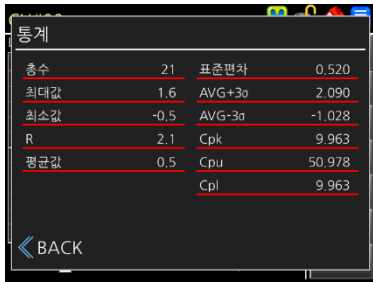 통계
총수 21 표준편차 0.520
최대값 1.6 AVG+3σ 2.090
최소값 -0.5 AVG-3σ -1.028
R 2.1 Cpk 9.963
평균값 0.5 Cpu 50.978
Cpl 9.963
BACK